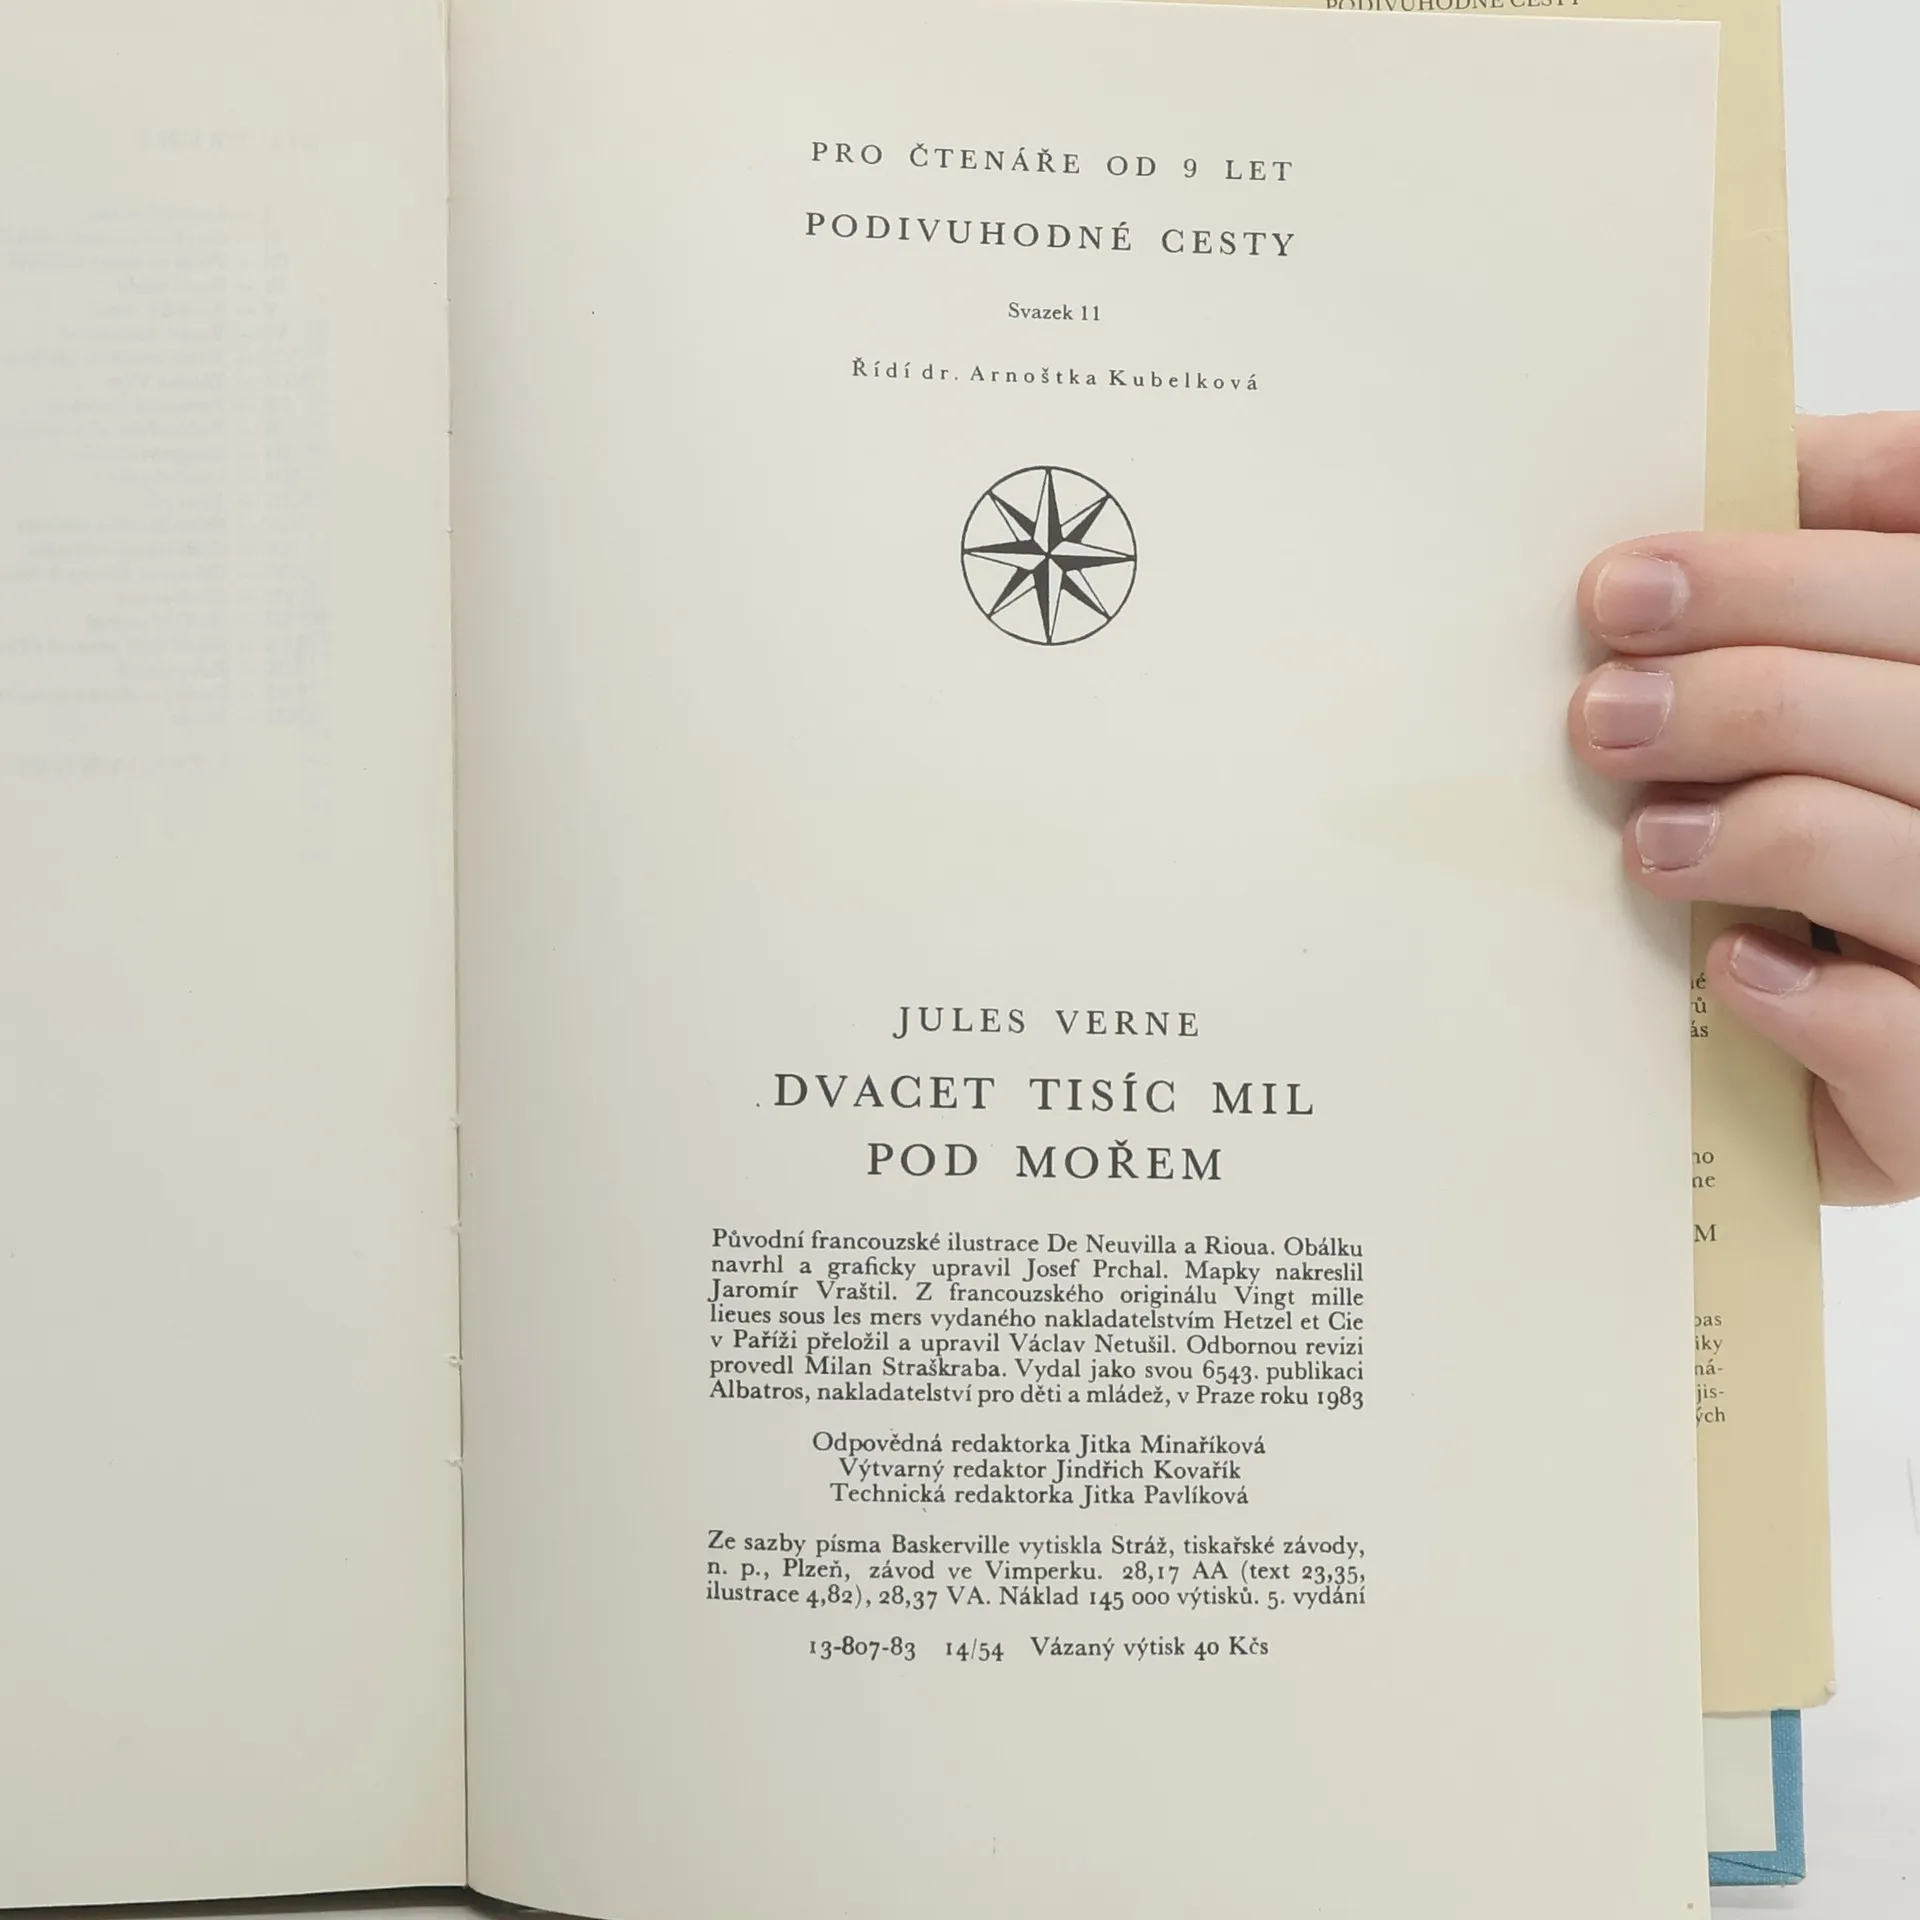 PODIVUHODNÉ CESTY
PRO ČTENÁŘE OD 9 LET
PODIVUHODNÉ CESTY
Svazek 11
Řídí dr. Arnoštka Kubelková
JULES VERNE
DVACET TISÍC MIL
POD MOŘEM
Původní francouzské ilustrace De Neuvilla a Rioua. Obálku
navrhl a graficky upravil Josef Prchal. Mapky nakreslil
Jaromír Vraštil. Z francouzského originálu Vingt mille
lieues sous les mers vydaného nakladatelstvím Hetzel et Cie
v Paříži přeložil a upravil Václav Netušil. Odbornou revizi
provedl Milan Straškraba. Vydal jako svou 6543. publikaci
Albatros, nakladatelství pro děti a mládež, v Praze roku 1983
Odpovědná redaktorka Jitka Minaříková
Výtvarný redaktor Jindřich Kovařík
Technická redaktorka Jitka Pavlíková
Ze sazby písma Baskerville vytiskla Stráž, tiskařské závody,
n. p., Plzeň, závod ve Vimperku. 28,17 AA (text 23,35,
ilustrace 4,82), 28,37 VA. Náklad 145 000 výtisků. 5. vydání
13-807-83 14/54 Vázaný výtisk 40 Kčs